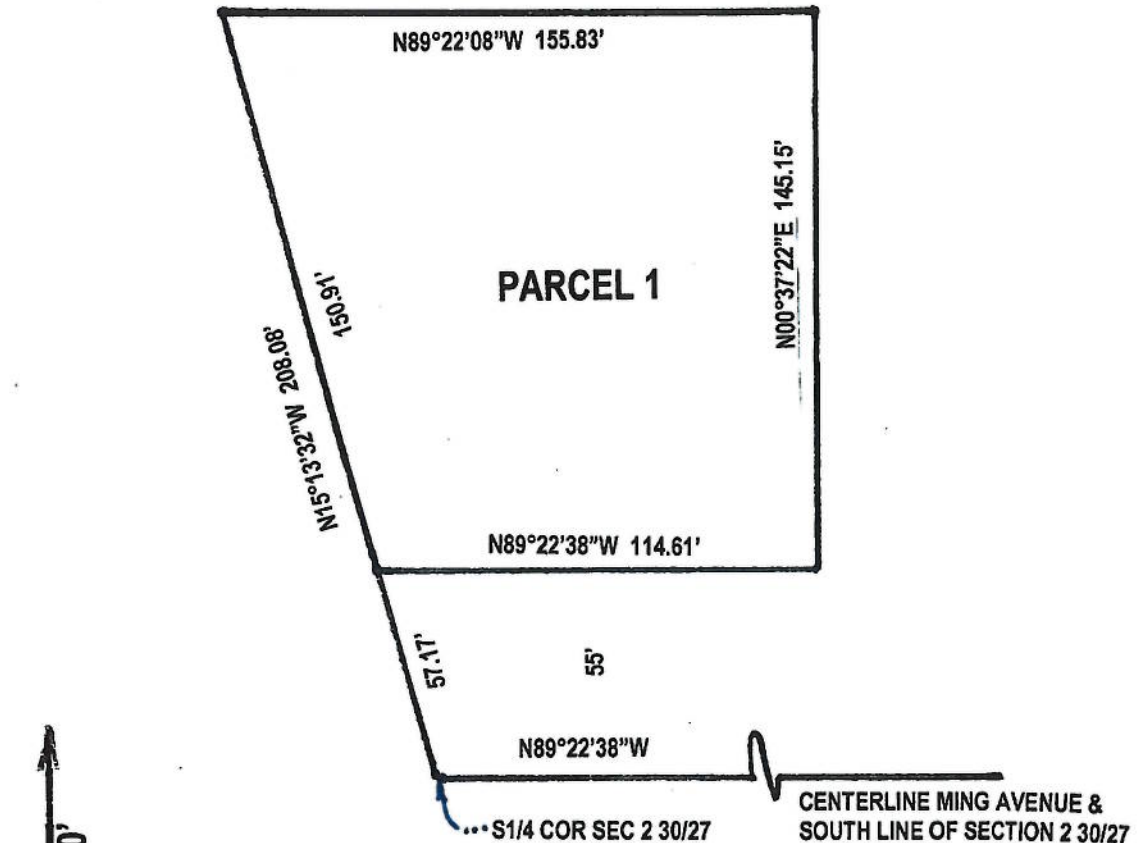 N89°22'08"W 155.83'
N00°37'22"E 145.15'
PARCEL 1
150.91'
N15°13'32"W 208.08'
N89°22'38"W 114.61'
57.17'
55'
N89°22'38"W
S1/4 COR SEC 2 30/27
CENTERLINE MING AVENUE &
SOUTH LINE OF SECTION 2 30/27